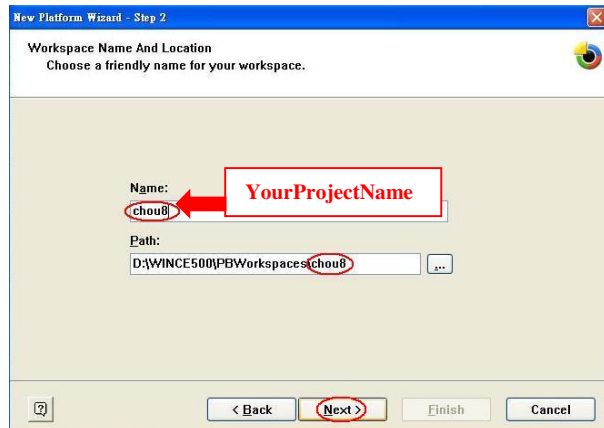 New Platform Wizard - Step 2
Workspace Name And Location
Choose a friendly name for your workspace.
Name:
YourProjectName
chou8
Path:
D:\WINCE500\PBWorkspaces\chou8
...
< Back
Next >
Finish
Cancel